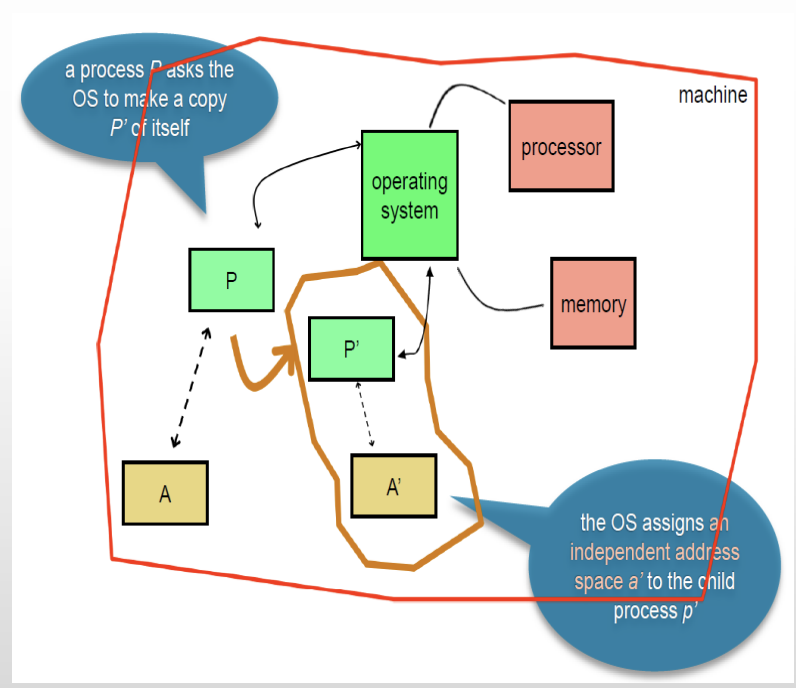 a process P asks the
OS to make a copy
P' of itself
machine
processor
operating
system
P
memory
P'
A
A'
the OS assigns an
independent address
space a' to the child
process p'